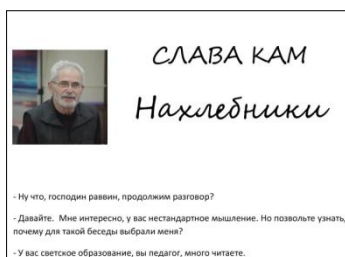 СЛАВА КАМ
Нахлебники
- Ну что, господин раввин, продолжим разговор?
- Давайте. Мне интересно, у вас нестандартное мышление. Но позвольте узнать,
почему для такой беседы выбрали меня?
- У вас светское образование, вы педагог, много читаете.